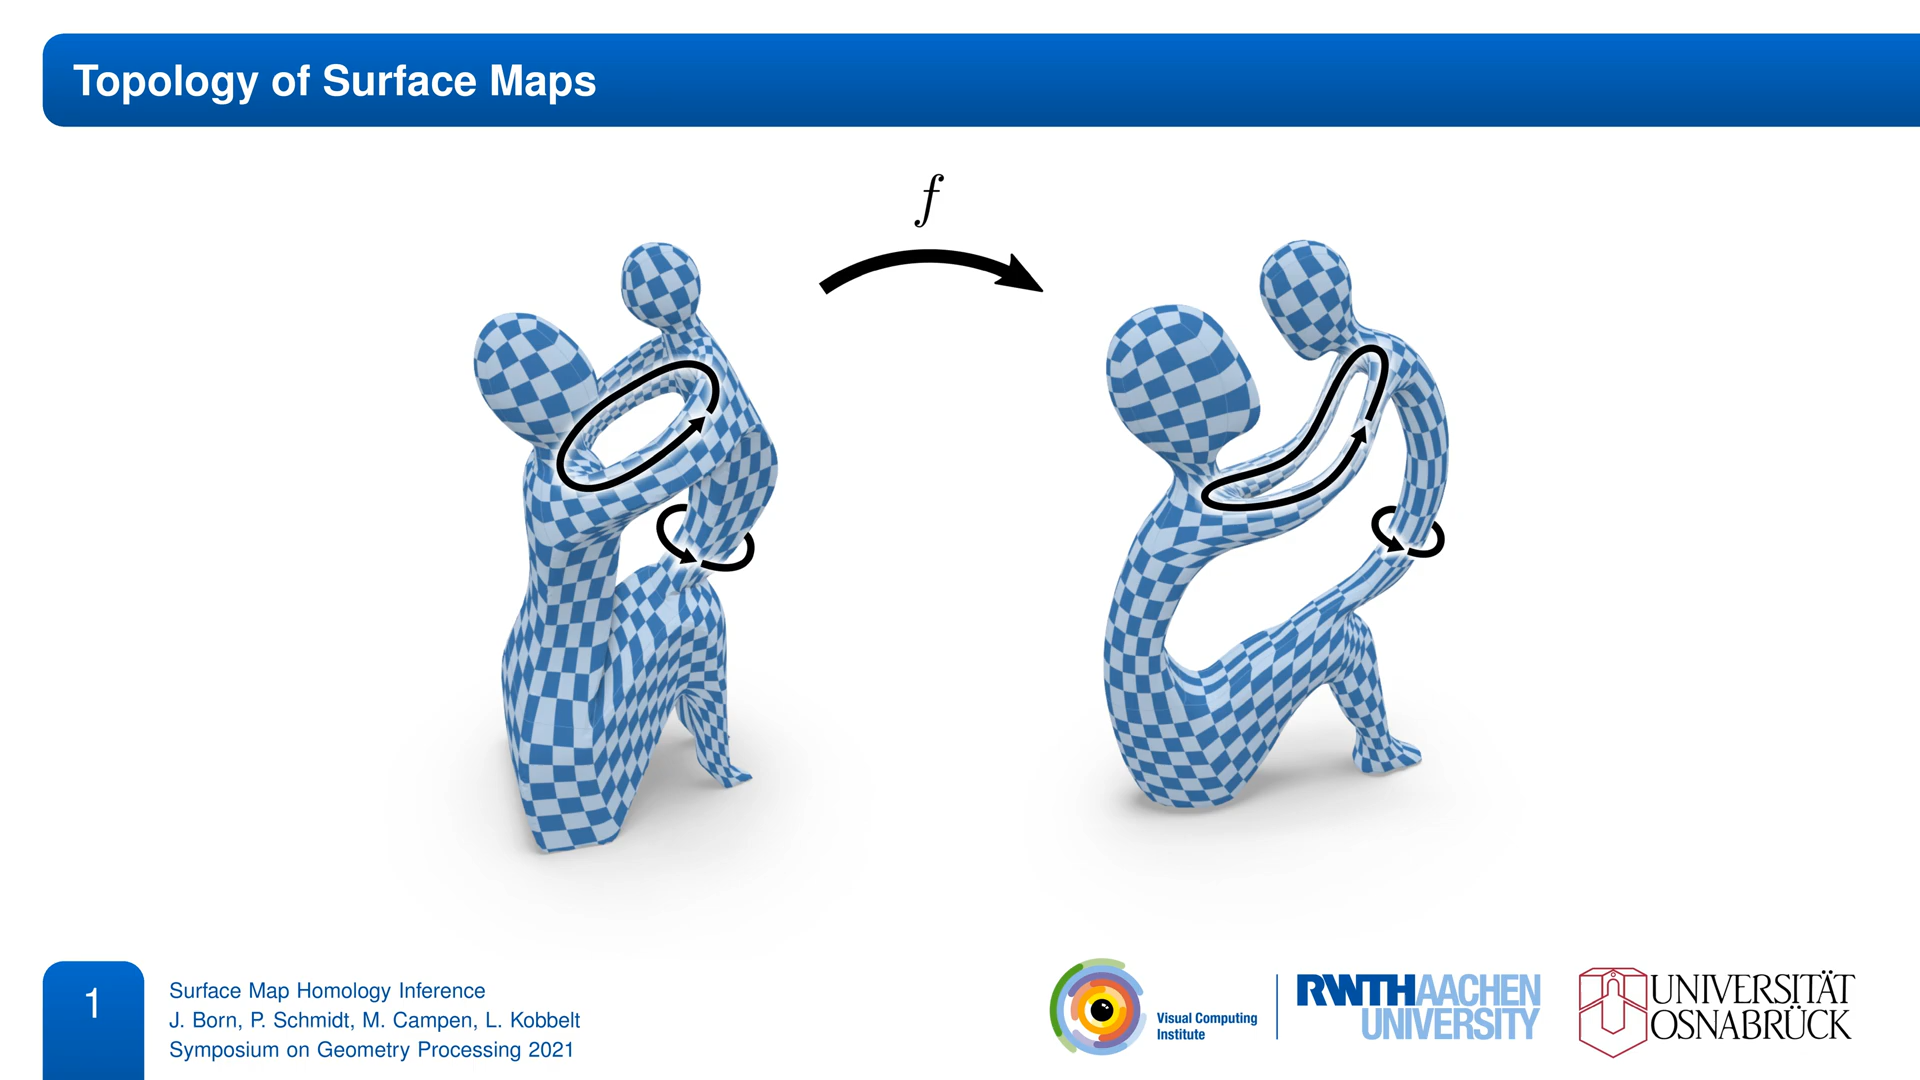 Topology of Surface Maps
f
1
Surface Map Homology Inference
J. Born, P. Schmidt, M. Campen, L. Kobbelt
Symposium on Geometry Processing 2021
Visual Computing
Institute
RWTHAACHEN
UNIVERSITY
UNIVERSITÄT
OSNABRÜCK